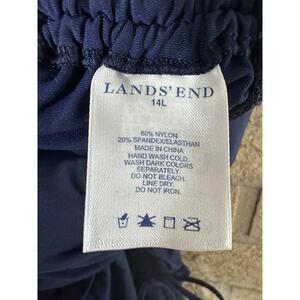 LANDS' END
14L
80% NYLON
20% SPANDEX/ELASTHAN
MADE IN CHINA
HAND WASH COLD.
WASH DARK COLORS
SEPARATELY.
DO NOT BLEACH.
LINE DRY.
DO NOT IRON.